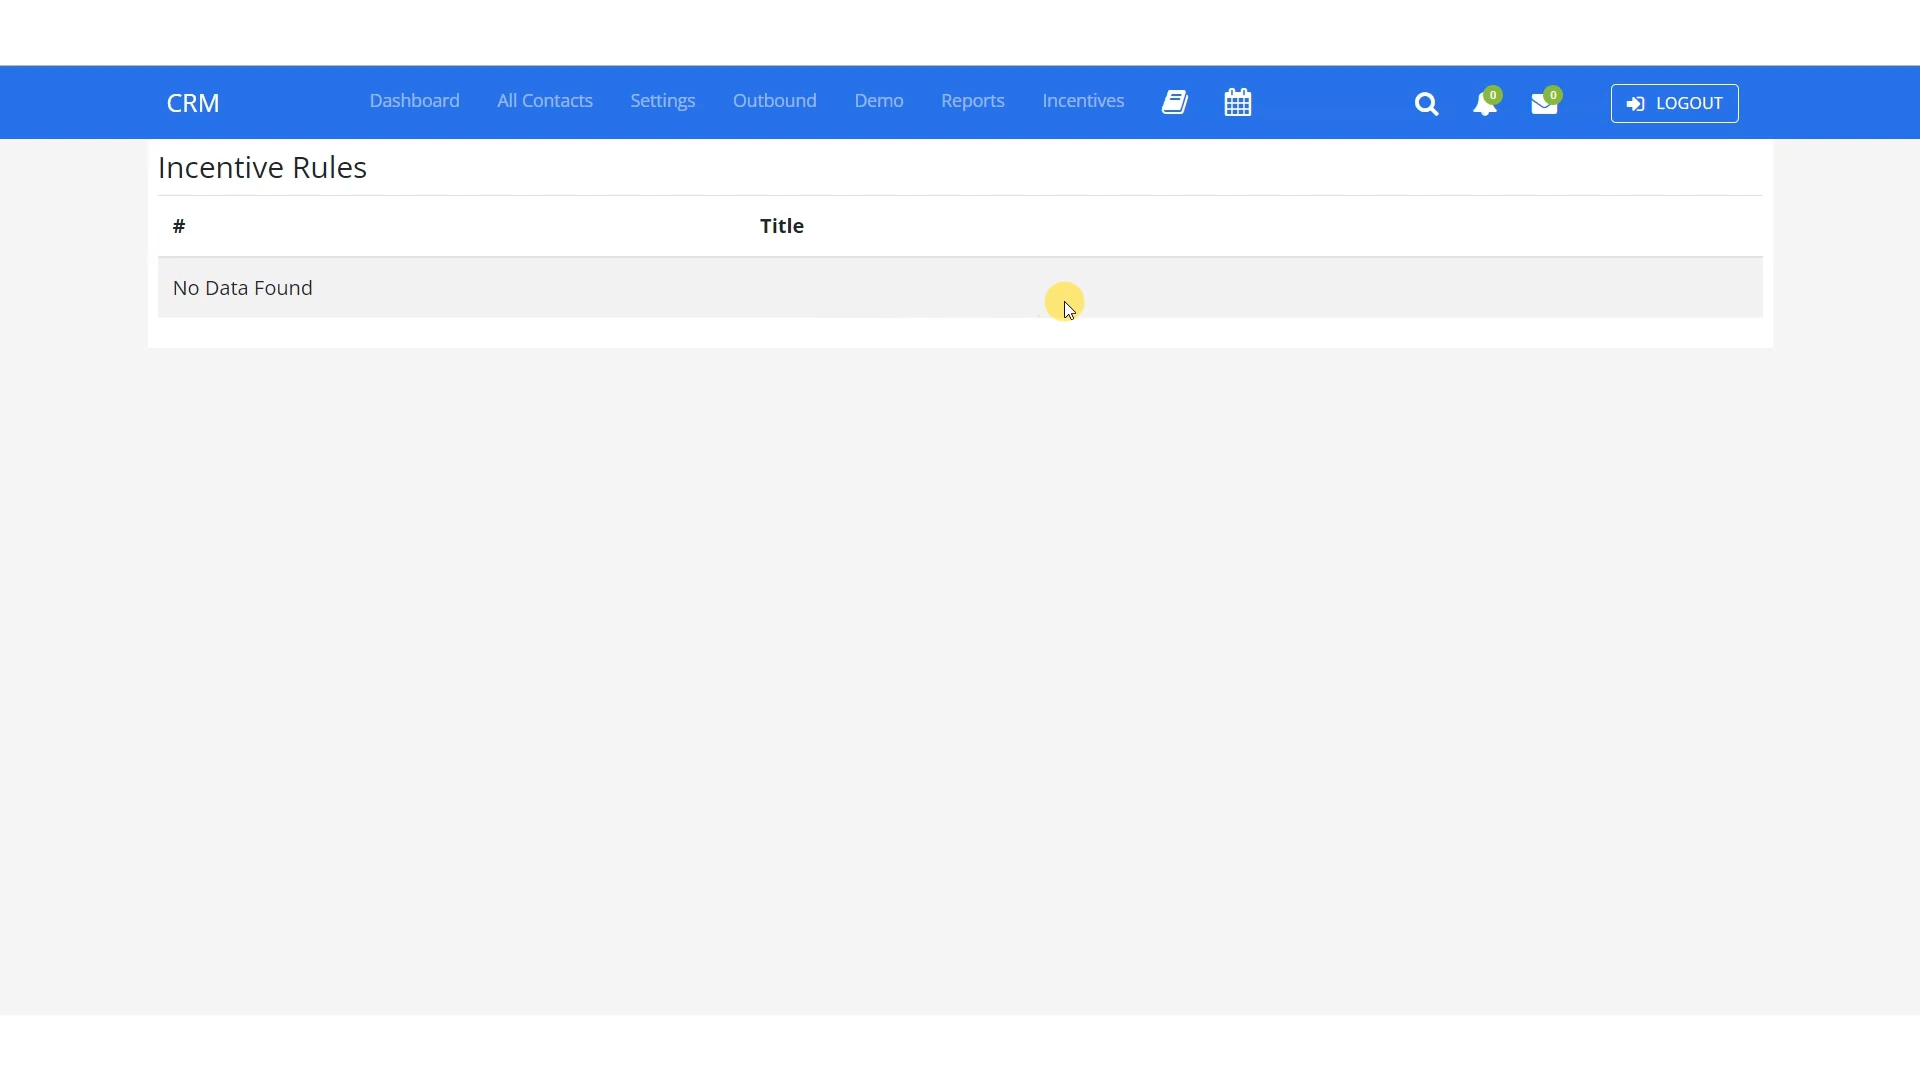 CRM Dashboard All Contacts Settings Outbound Demo Reports Incentives 0 0 LOGOUT
Incentive Rules
# Title
No Data Found